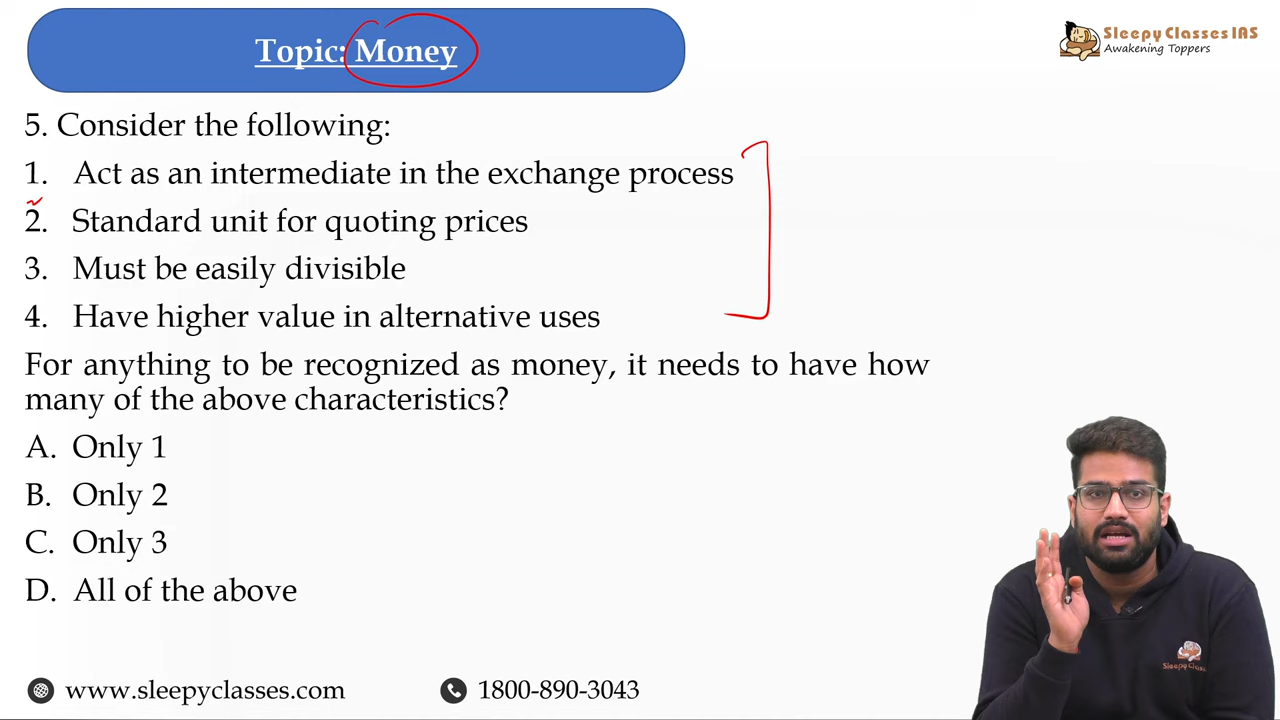 Topic: Money
Sleepy Classes IAS
Awakening Toppers
5. Consider the following:
1. Act as an intermediate in the exchange process
2. Standard unit for quoting prices
3. Must be easily divisible
4. Have higher value in alternative uses
For anything to be recognized as money, it needs to have how
many of the above characteristics?
A. Only 1
B. Only 2
C. Only 3
D. All of the above
Sleepy Classes
www.sleepyclasses.com
1800-890-3043